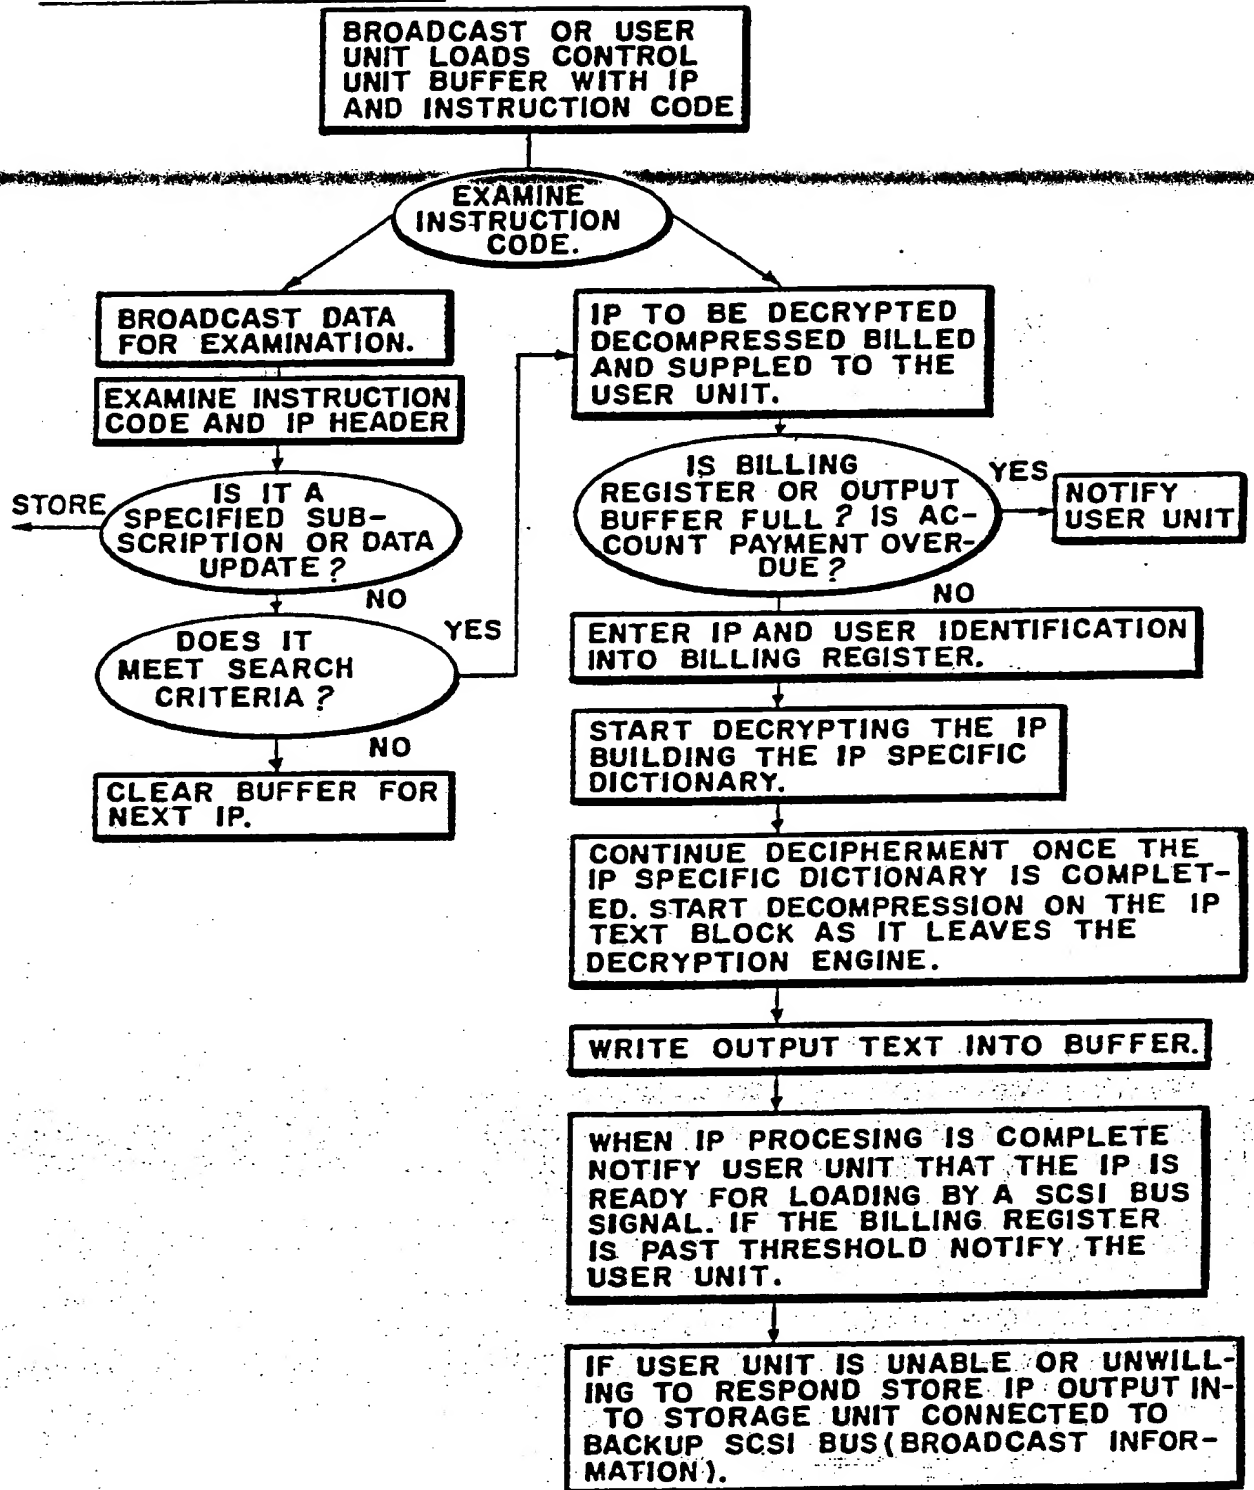 BROADCAST OR USER
UNIT LOADS CONTROL
UNIT BUFFER WITH IP
AND INSTRUCTION CODE
EXAMINE
INSTRUCTION
CODE.
BROADCAST DATA
FOR EXAMINATION.
EXAMINE INSTRUCTION
CODE AND IP HEADER
STORE
IS IT A
SPECIFIED SUB-
SCRIPTION OR DATA
UPDATE?
NO
DOES IT
MEET SEARCH
CRITERIA?
YES
NO
CLEAR BUFFER FOR
NEXT IP.
IP TO BE DECRYPTED
DECOMPRESSED BILLED
AND SUPPLED TO THE
USER UNIT.
IS BILLING
REGISTER OR OUTPUT
BUFFER FULL? IS AC-
COUNT PAYMENT OVER-
DUE?
YES
NOTIFY
USER UNIT
NO
ENTER IP AND USER IDENTIFICATION
INTO BILLING REGISTER.
START DECRYPTING THE IP
BUILDING THE IP SPECIFIC
DICTIONARY.
CONTINUE DECIPHERMENT ONCE THE
IP SPECIFIC DICTIONARY IS COMPLET-
ED. START DECOMPRESSION ON THE IP
TEXT BLOCK AS IT LEAVES THE
DECRYPTION ENGINE.
WRITE OUTPUT TEXT INTO BUFFER.
WHEN IP PROCESING IS COMPLETE
NOTIFY USER UNIT THAT THE IP IS
READY FOR LOADING BY A SCSI BUS
SIGNAL. IF THE BILLING REGISTER
IS PAST THRESHOLD NOTIFY THE
USER UNIT.
IF USER UNIT IS UNABLE OR UNWILL-
ING TO RESPOND STORE IP OUTPUT IN-
TO STORAGE UNIT CONNECTED TO
BACKUP SCSI BUS (BROADCAST INFOR-
MATION).